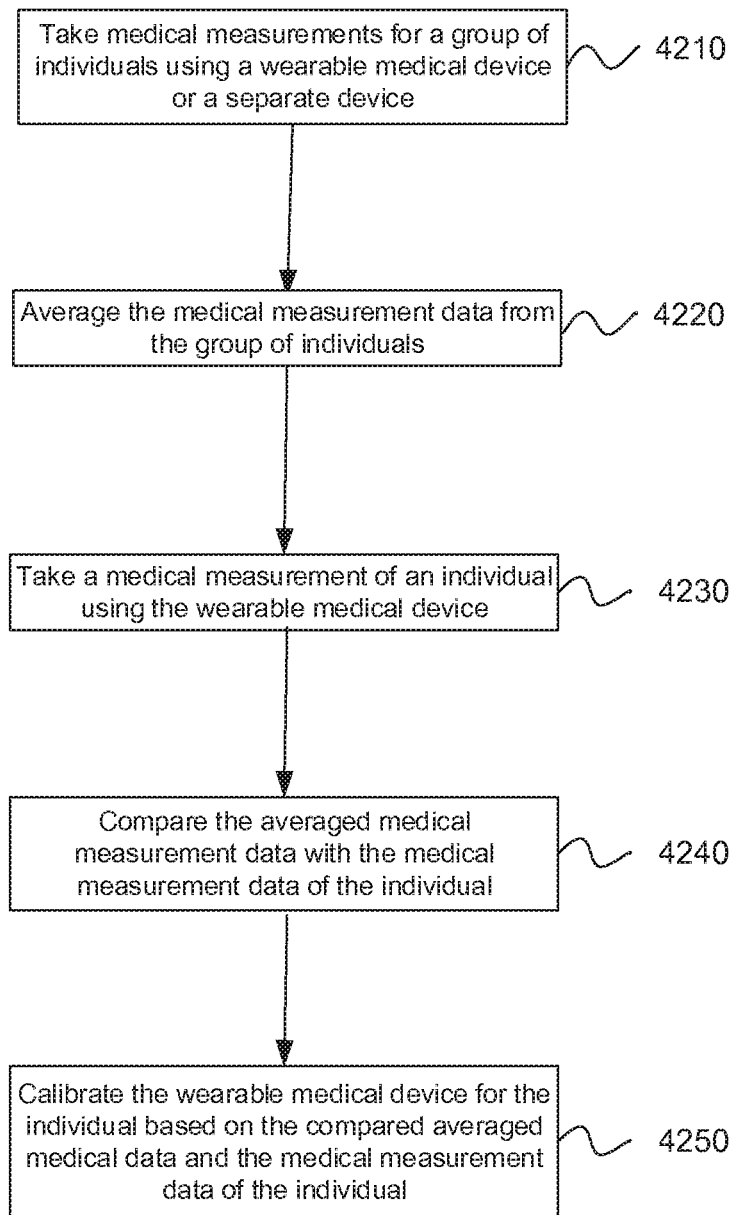 Take medical measurements for a group of
individuals using a wearable medical device
or a separate device
4210
Average the medical measurement data from
the group of individuals
4220
Take a medical measurement of an individual
using the wearable medical device
4230
Compare the averaged medical
measurement data with the medical
measurement data of the individual
4240
Calibrate the wearable medical device for the
individual based on the compared averaged
medical data and the medical measurement
data of the individual
4250